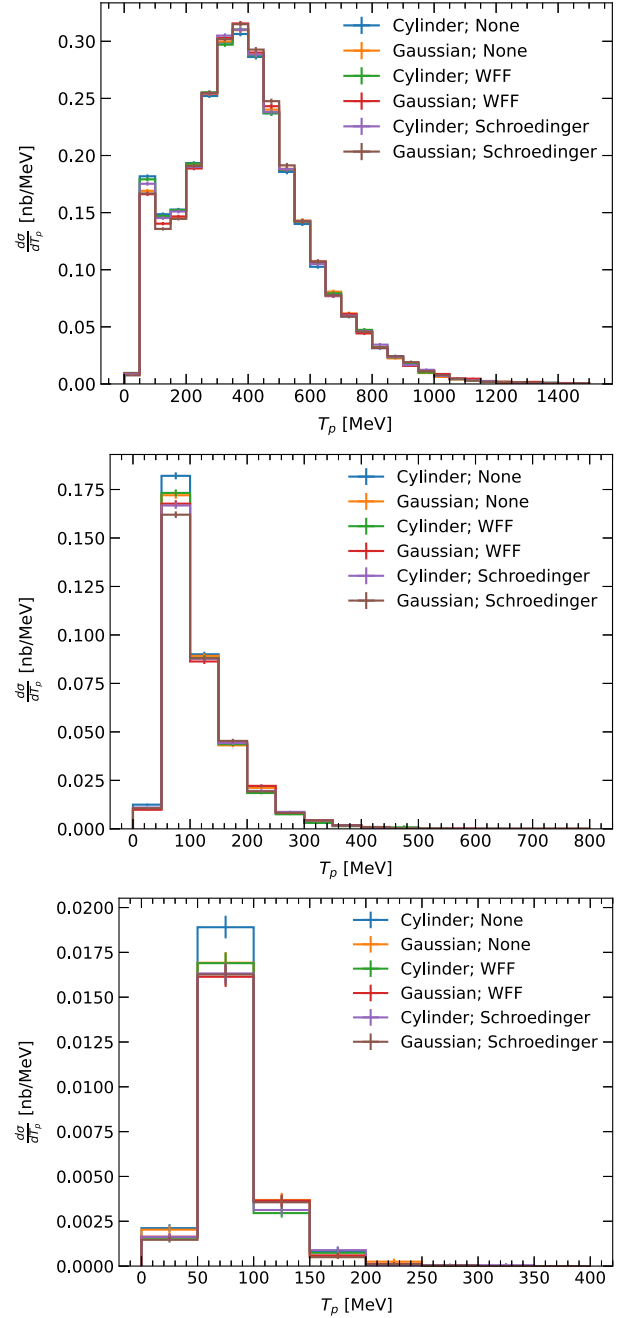 0.30
0.25
0.20
0.15
0.10
0.05
0.00
dσ/dT_p [nb/MeV]
Cylinder; None
Gaussian; None
Cylinder; WFF
Gaussian; WFF
Cylinder; Schroedinger
Gaussian; Schroedinger
0 200 400 600 800 1000 1200 1400
T_p [MeV]
0.175
0.150
0.125
0.100
0.075
0.050
0.025
0.000
dσ/dT_p [nb/MeV]
Cylinder; None
Gaussian; None
Cylinder; WFF
Gaussian; WFF
Cylinder; Schroedinger
Gaussian; Schroedinger
0 100 200 300 400 500 600 700 800
T_p [MeV]
0.0200
0.0175
0.0150
0.0125
0.0100
0.0075
0.0050
0.0025
0.0000
dσ/dT_p [nb/MeV]
Cylinder; None
Gaussian; None
Cylinder; WFF
Gaussian; WFF
Cylinder; Schroedinger
Gaussian; Schroedinger
0 50 100 150 200 250 300 350 400
T_p [MeV]